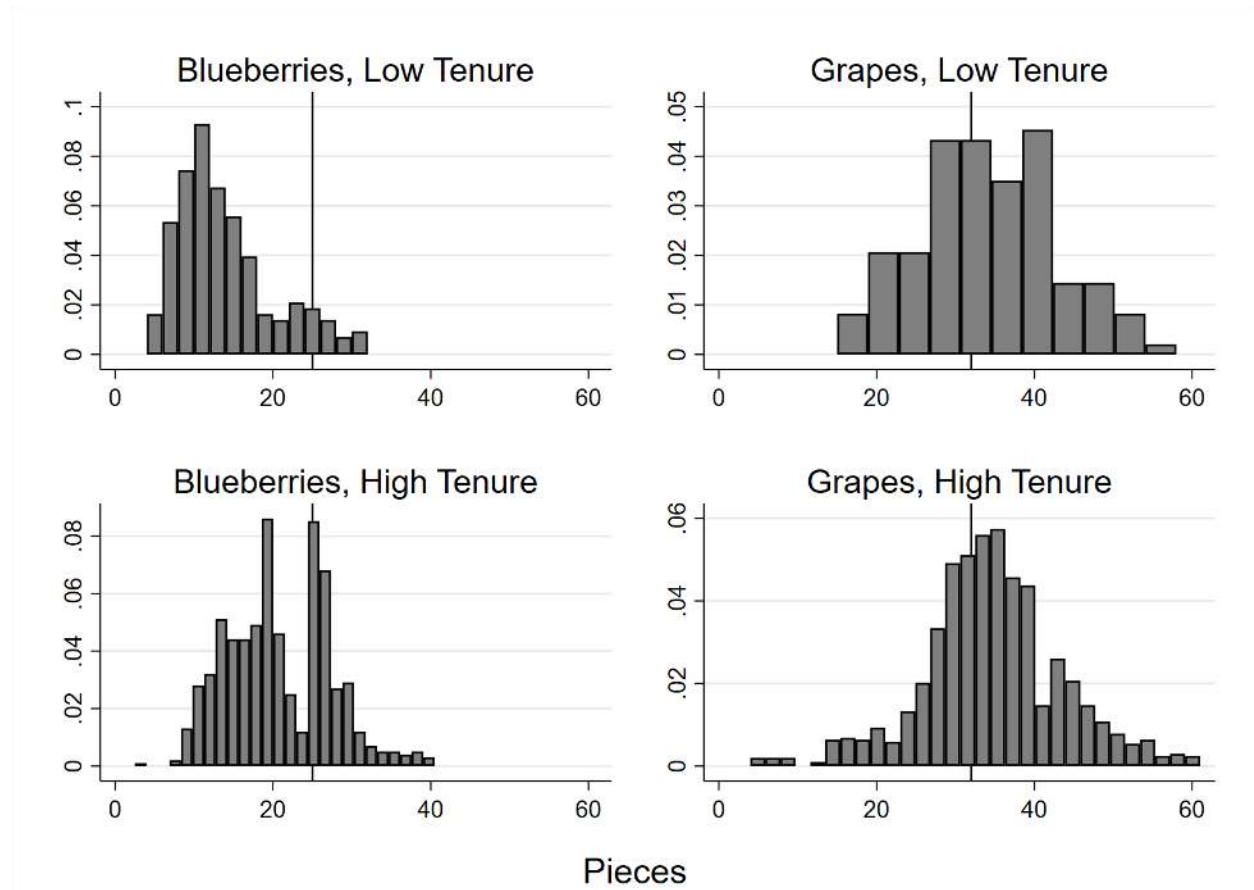 Blueberries, Low Tenure
.1
.08
.06
.04
.02
0
0 20 40 60
Grapes, Low Tenure
.05
.04
.03
.02
.01
0
0 20 40 60
Blueberries, High Tenure
.08
.06
.04
.02
0
0 20 40 60
Grapes, High Tenure
.06
.04
.02
0
0 20 40 60
Pieces